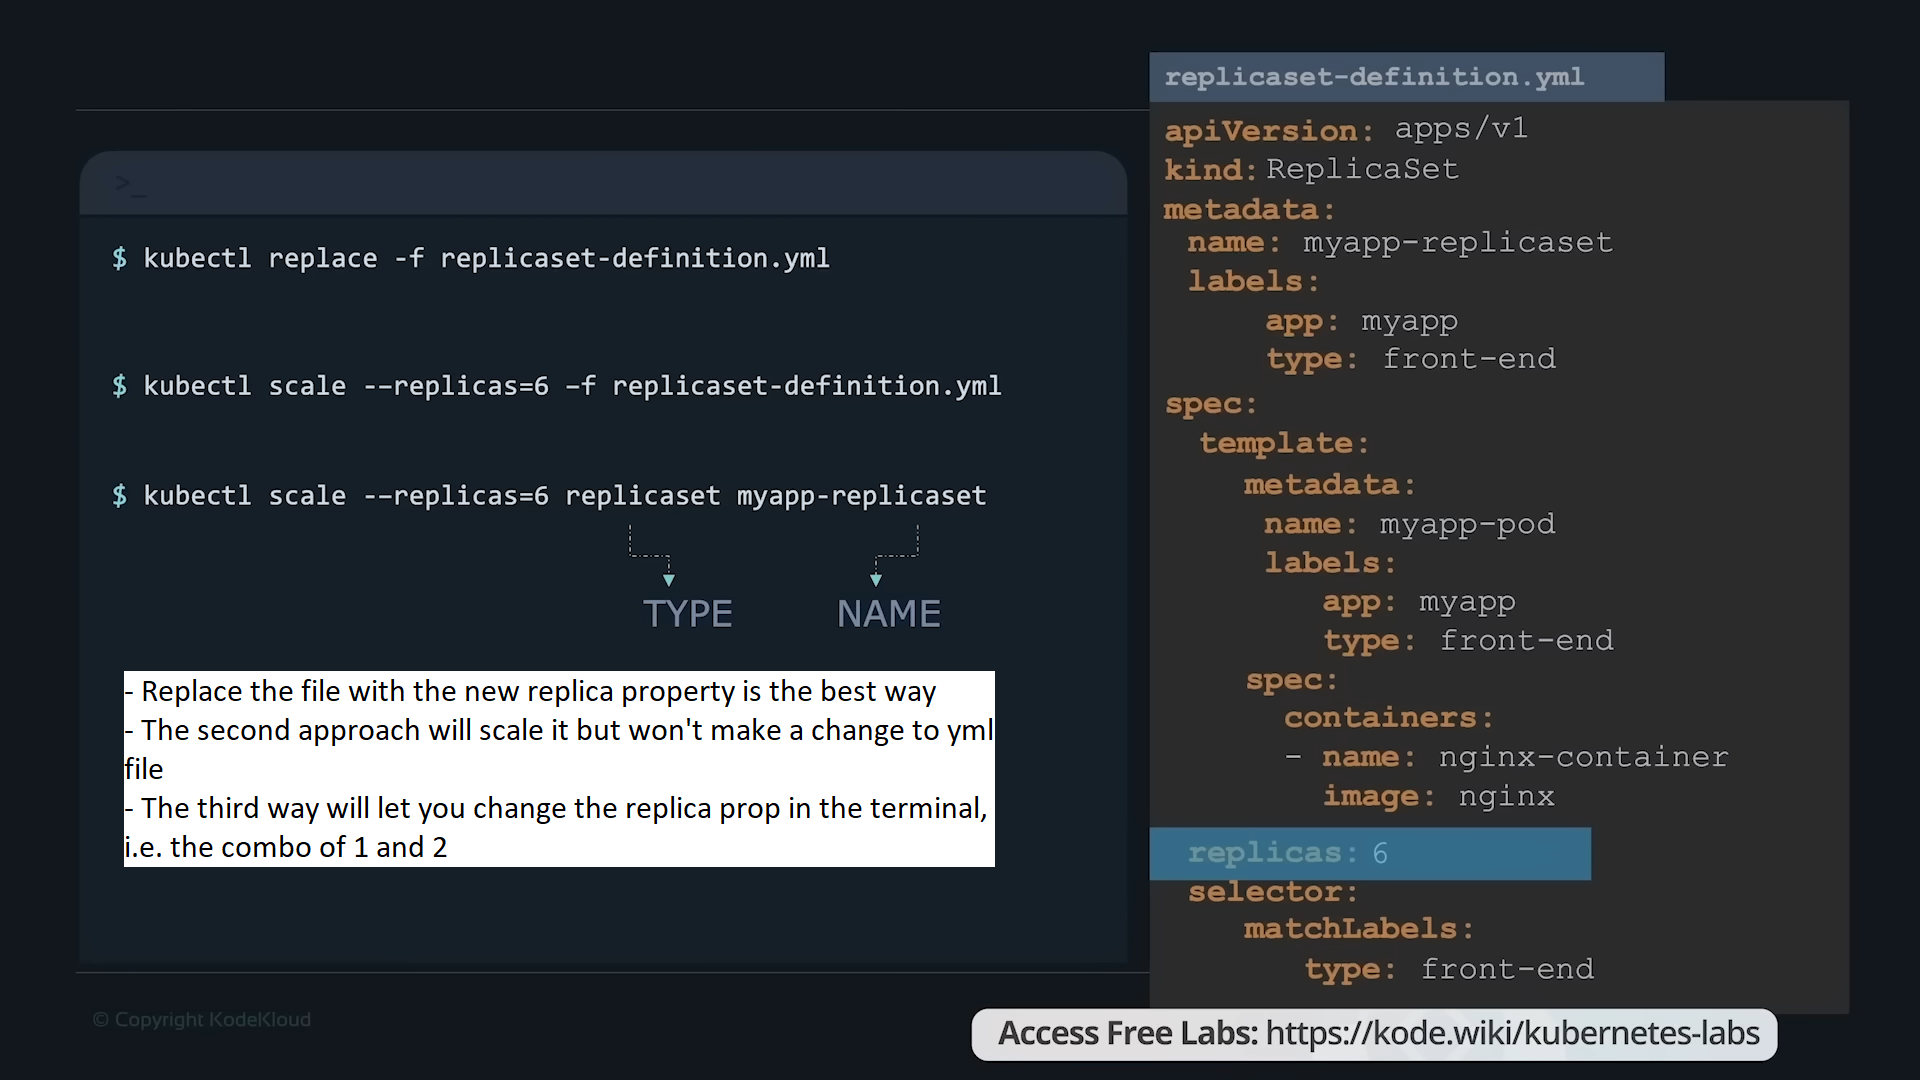 >_
$ kubectl replace -f replicaset-definition.yml
$ kubectl scale --replicas=6 –f replicaset-definition.yml
$ kubectl scale --replicas=6 replicaset myapp-replicaset
TYPE NAME
- Replace the file with the new replica property is the best way
- The second approach will scale it but won't make a change to yml
file
- The third way will let you change the replica prop in the terminal,
i.e. the combo of 1 and 2
© Copyright KodeKloud
replicaset-definition.yml
apiVersion: apps/v1
kind: ReplicaSet
metadata:
name: myapp-replicaset
labels:
app: myapp
type: front-end
spec:
template:
metadata:
name: myapp-pod
labels:
app: myapp
type: front-end
spec:
containers:
- name: nginx-container
image: nginx
replicas: 6
selector:
matchLabels:
type: front-end
Access Free Labs: https://kode.wiki/kubernetes-labs